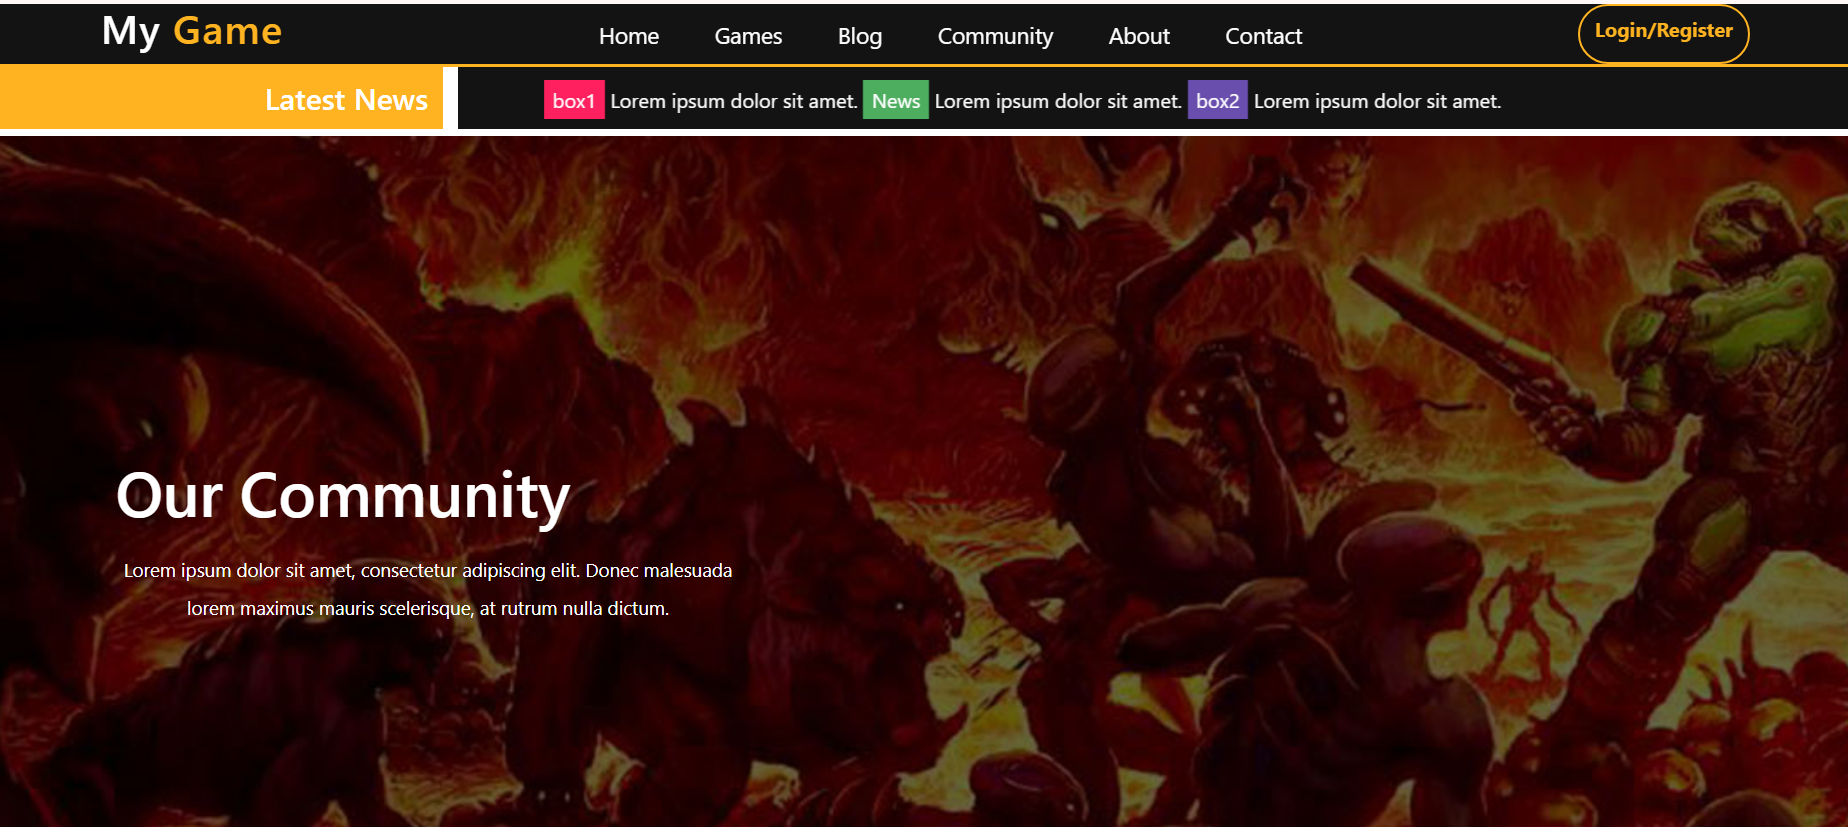 My Game
Home Games Blog Community About Contact
Login/Register
Latest News
box1 Lorem ipsum dolor sit amet. News Lorem ipsum dolor sit amet. box2 Lorem ipsum dolor sit amet.
Our Community
Lorem ipsum dolor sit amet, consectetur adipiscing elit. Donec malesuada
lorem maximus mauris scelerisque, at rutrum nulla dictum.